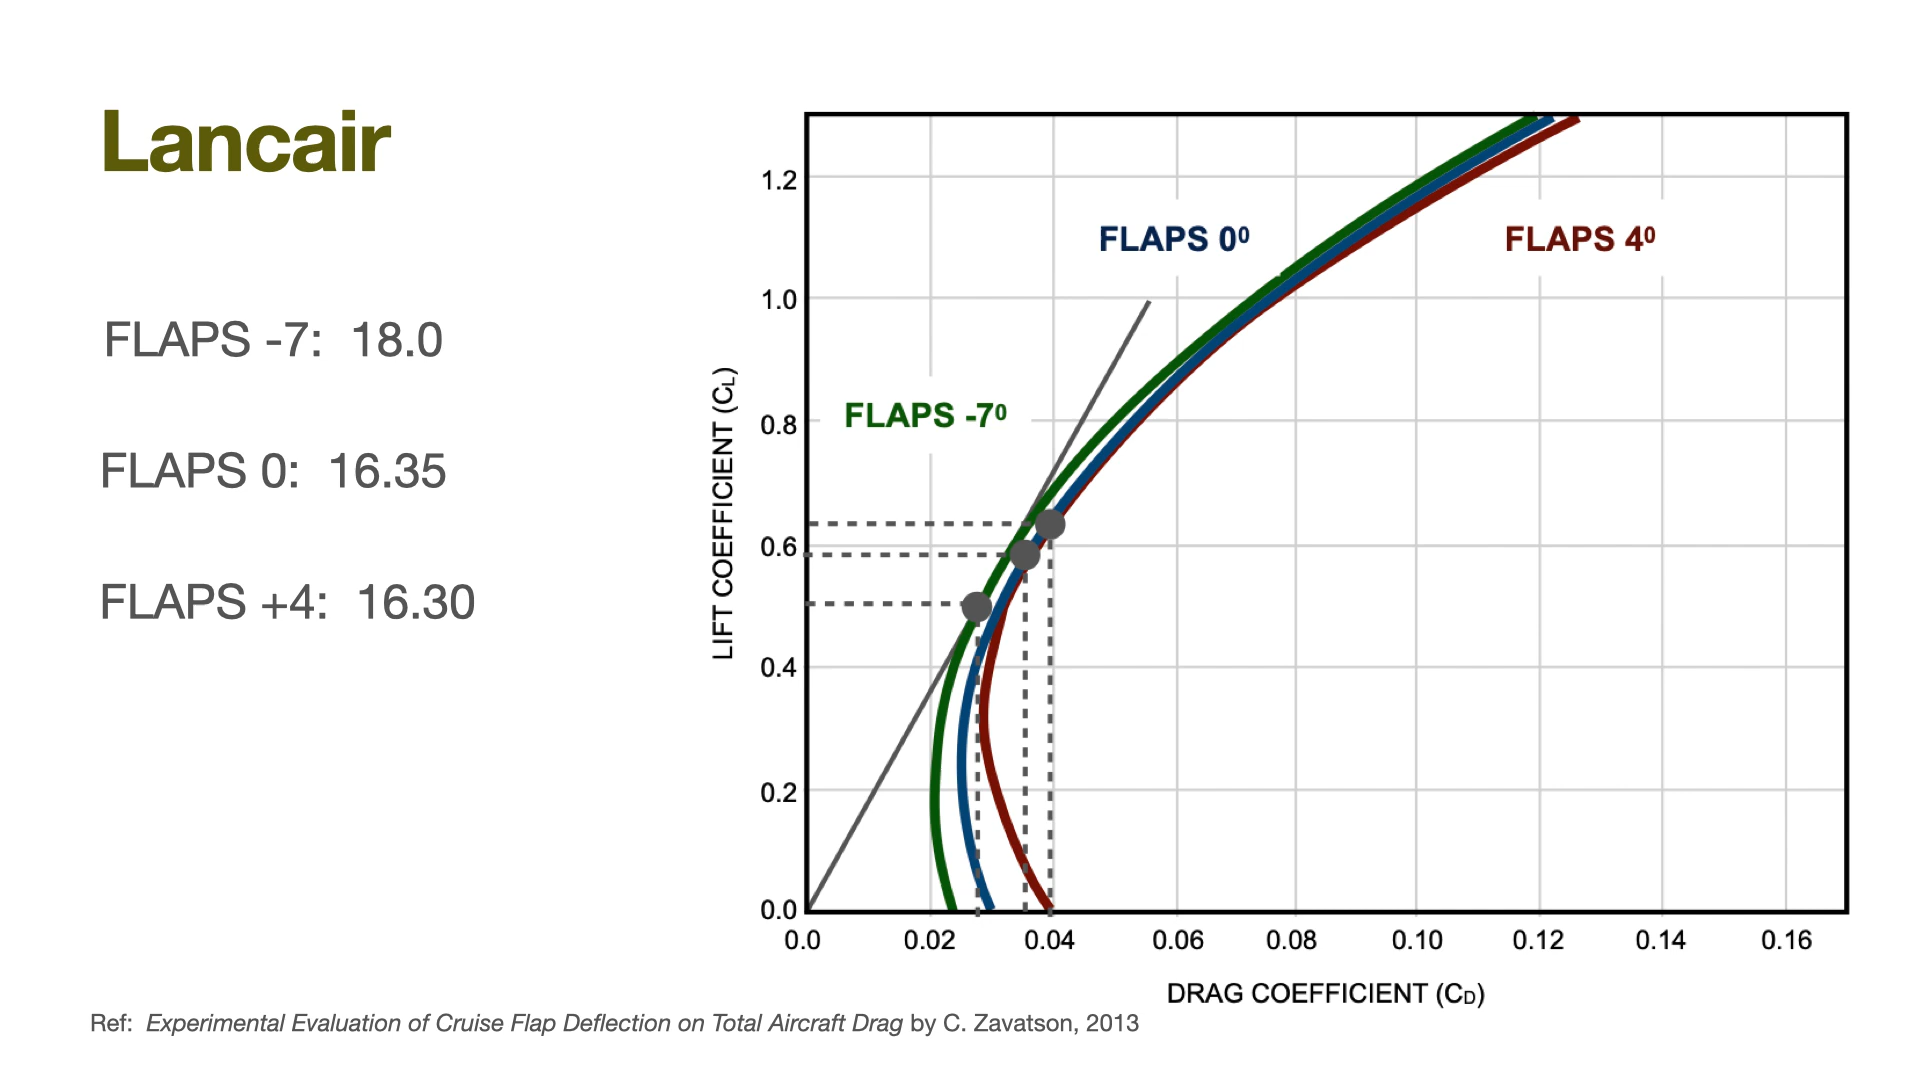 Lancair
FLAPS -7: 18.0
FLAPS 0: 16.35
FLAPS +4: 16.30
LIFT COEFFICIENT (CL)
1.2
1.0
0.8
0.6
0.4
0.2
0.0
FLAPS 0⁰
FLAPS 4⁰
FLAPS -7⁰
0.0 0.02 0.04 0.06 0.08 0.10 0.12 0.14 0.16
DRAG COEFFICIENT (CD)
Ref: Experimental Evaluation of Cruise Flap Deflection on Total Aircraft Drag by C. Zavatson, 2013